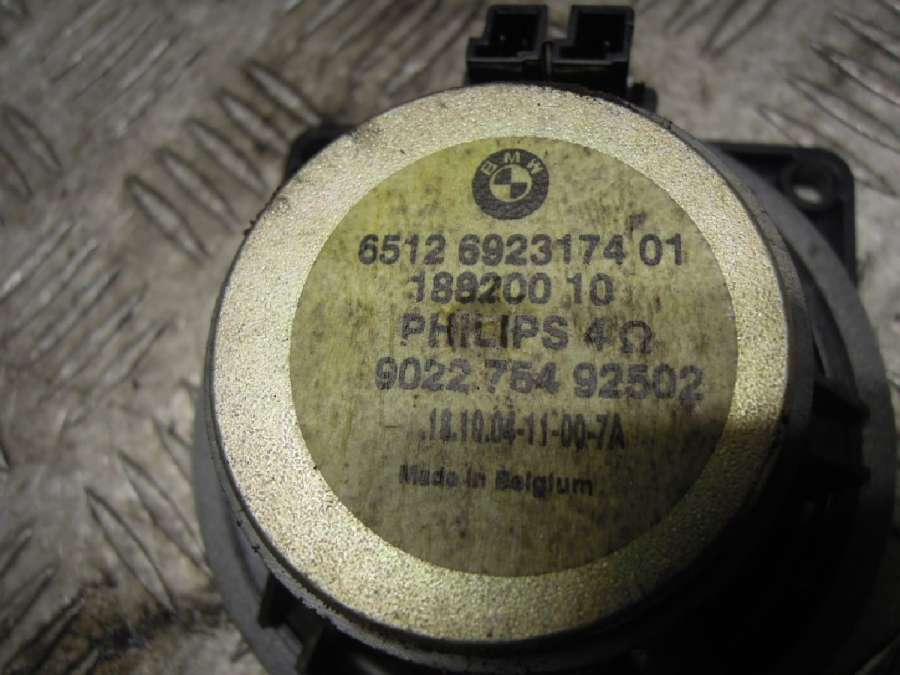 BMW
6512 6923174 01
188200 10
PHILIPS 4Ω
9022 754 92502
18.10.04-11-00-7A
Made in Belgium